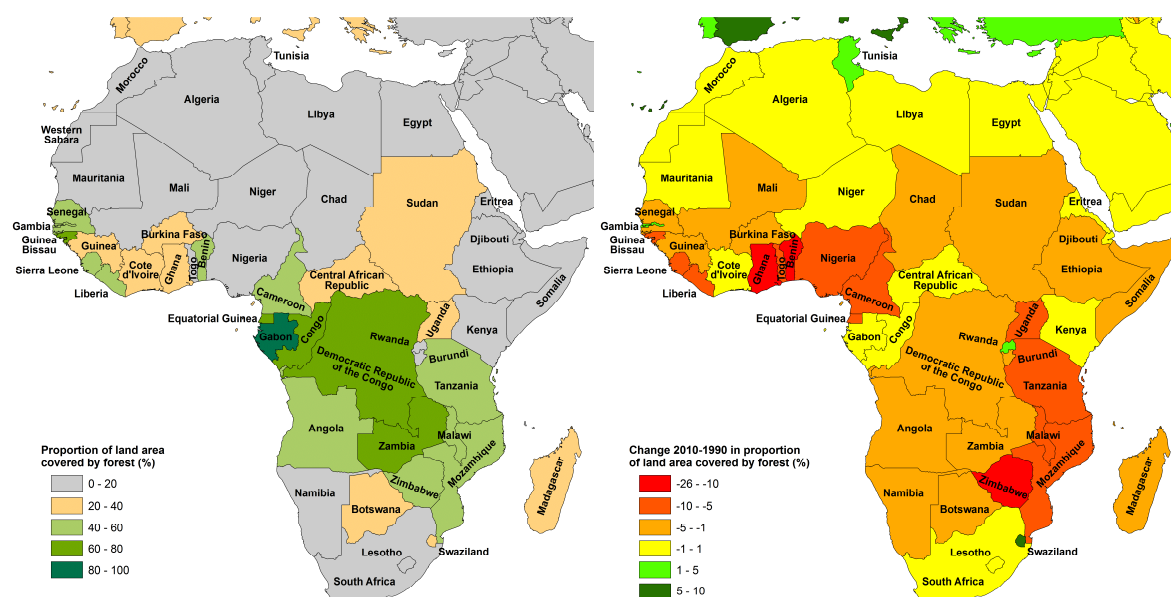 Tunisia
Morocco
Algeria
Libya
Egypt
Western
Sahara
Mauritania
Mali
Niger
Chad
Sudan
Eritrea
Senegal
Gambia
Guinea
Bissau
Guinea
Burkina Faso
Djibouti
Sierra Leone
Cote
d'Ivoire
Ghana
Togo
Benin
Nigeria
Ethiopia
Liberia
Central African
Republic
Somalia
Cameroon
Equatorial Guinea
Gabon
Congo
Uganda
Kenya
Rwanda
Burundi
Democratic Republic
of the Congo
Tanzania
Angola
Zambia
Malawi
Mozambique
Zimbabwe
Madagascar
Namibia
Botswana
Lesotho
Swaziland
South Africa
Proportion of land area
covered by forest (%)
0 - 20
20 - 40
40 - 60
60 - 80
80 - 100
Tunisia
Morocco
Algeria
Libya
Egypt
Western
Sahara
Mauritania
Mali
Niger
Chad
Sudan
Eritrea
Senegal
Gambia
Guinea
Bissau
Guinea
Burkina Faso
Djibouti
Sierra Leone
Cote
d'Ivoire
Ghana
Togo
Benin
Nigeria
Ethiopia
Liberia
Central African
Republic
Somalia
Cameroon
Equatorial Guinea
Gabon
Congo
Uganda
Kenya
Rwanda
Burundi
Democratic Republic
of the Congo
Tanzania
Angola
Zambia
Malawi
Mozambique
Zimbabwe
Madagascar
Namibia
Botswana
Lesotho
Swaziland
South Africa
Change 2010-1990 in proportion
of land area covered by forest (%)
-26 - -10
-10 - -5
-5 - -1
-1 - 1
1 - 5
5 - 10